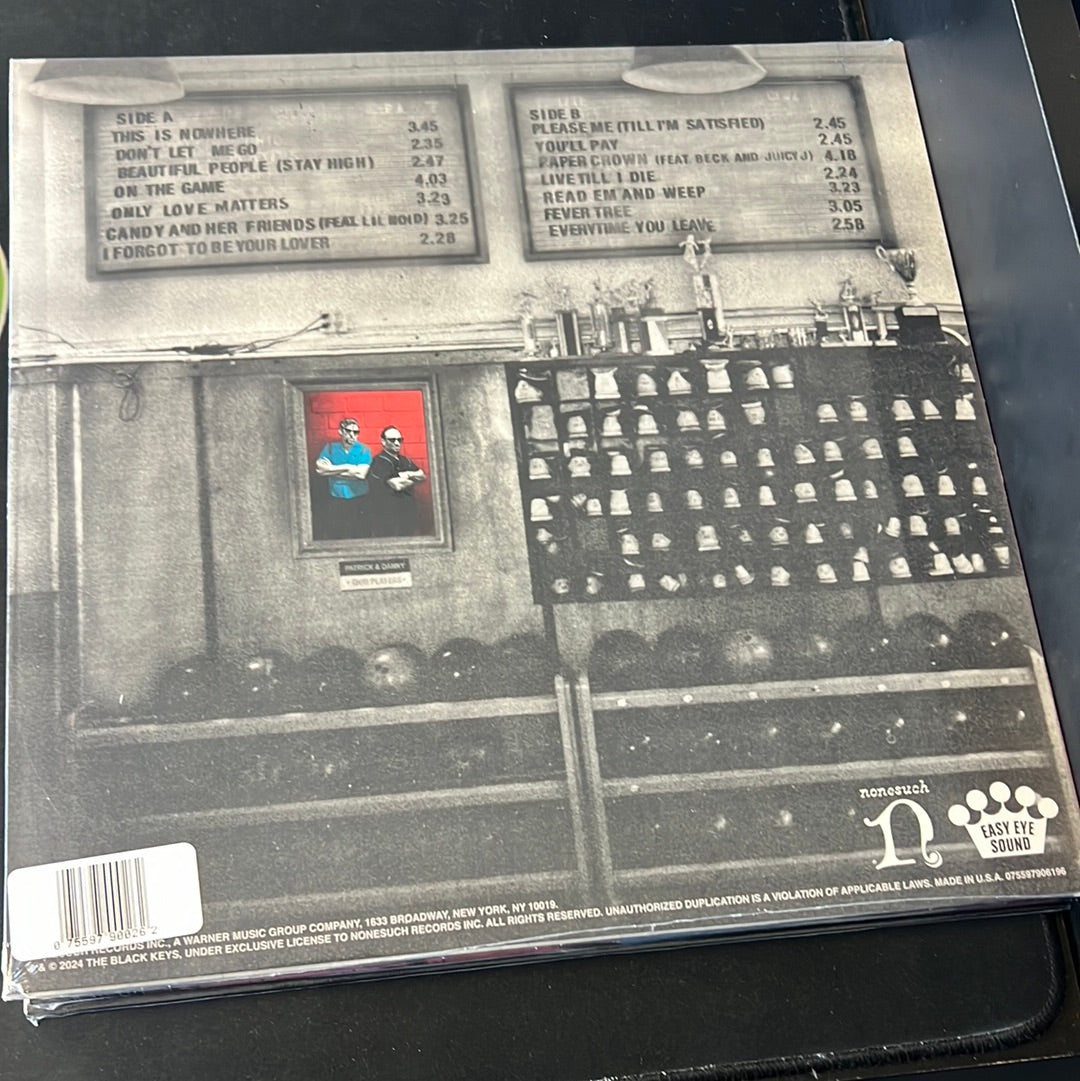 SIDE A
THIS IS NOWHERE 3.45
DON'T LET ME GO 2.35
BEAUTIFUL PEOPLE (STAY HIGH) 2.47
ON THE GAME 4.03
ONLY LOVE MATTERS 3.23
CANDY AND HER FRIENDS (FEAT. LIL NOID) 3.25
I FORGOT TO BE YOUR LOVER 2.28
SIDE B
PLEASE ME (TILL I'M SATISFIED) 2.45
YOU'LL PAY 2.45
PAPER CROWN (FEAT. BECK AND JUICY J) 4.18
LIVE TILL I DIE 2.24
READ EM AND WEEP 3.23
FEVER TREE 3.05
EVERYTIME YOU LEAVE 2.58
PATRICK & DANNY
• OUR PLAYERS •
nonesuch
n
EASY EYE
SOUND
0 75597 90026 2
RECORDS INC., A WARNER MUSIC GROUP COMPANY, 1633 BROADWAY, NEW YORK, NY 10019.
& © 2024 THE BLACK KEYS, UNDER EXCLUSIVE LICENSE TO NONESUCH RECORDS INC. ALL RIGHTS RESERVED. UNAUTHORIZED DUPLICATION IS A VIOLATION OF APPLICABLE LAWS. MADE IN U.S.A. 075597906196